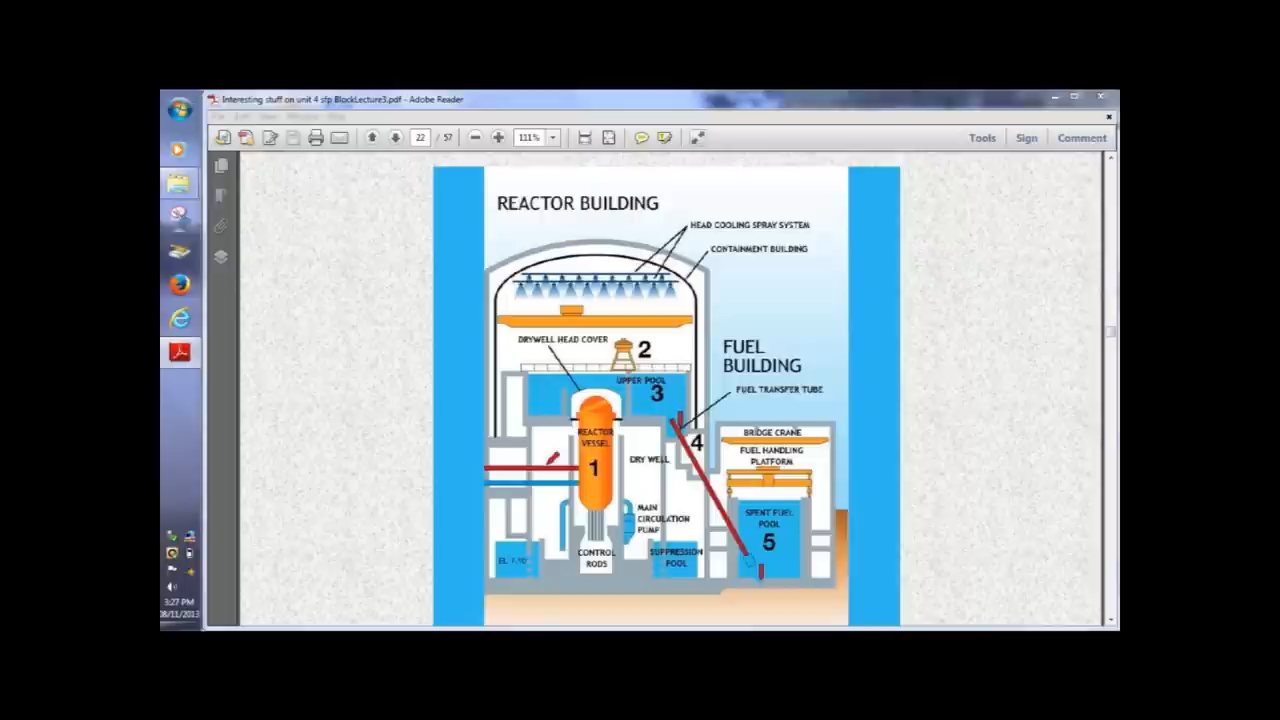 Interesting stuff on unit 4 sfp BlockLecture3.pdf - Adobe Reader
22 / 57
111%
Tools
Sign
Comment
REACTOR BUILDING
HEAD COOLING SPRAY SYSTEM
CONTAINMENT BUILDING
DRYWELL HEAD COVER
2
FUEL
BUILDING
UPPER POOL
3
FUEL TRANSFER TUBE
REACTOR
VESSEL
1
DRY WELL
4
BRIDGE CRANE
FUEL HANDLING
PLATFORM
MAIN
CIRCULATION
PUMP
SPENT FUEL
POOL
5
CONTROL
RODS
SUPPRESSION
POOL
3:27 PM
08/11/2013